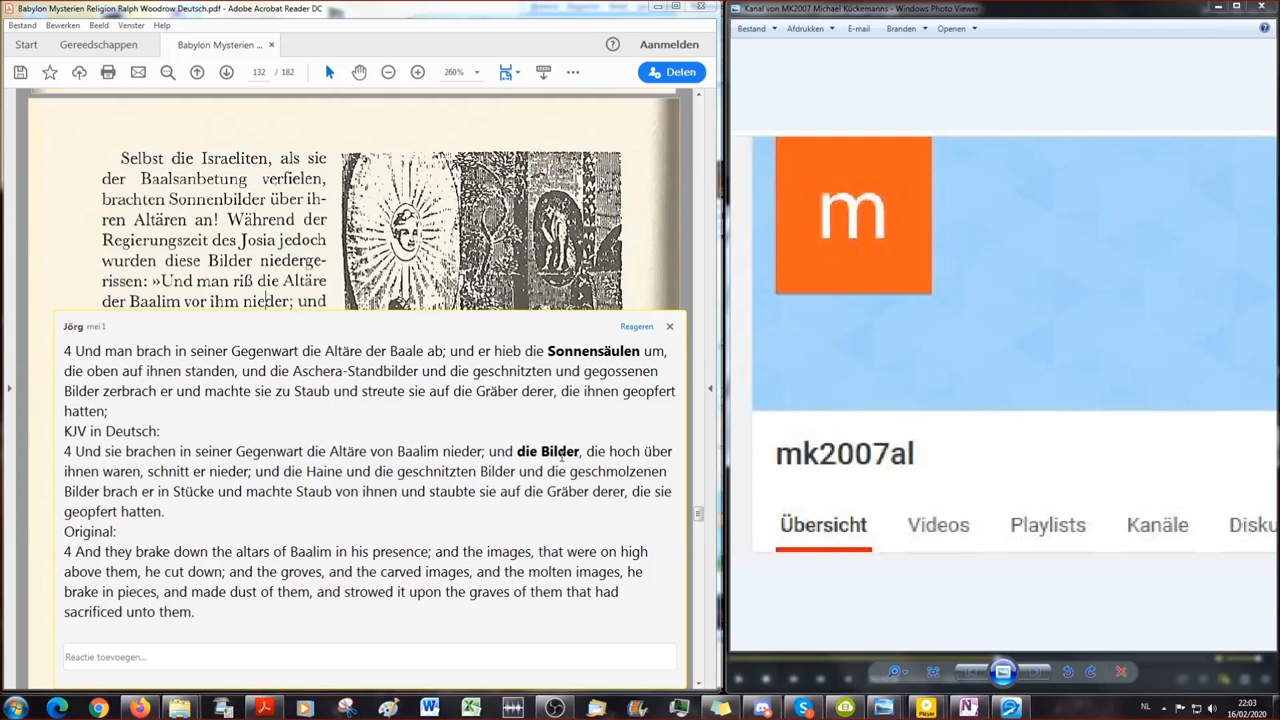 Babylon Mysterien Religion Ralph Woodrow Deutsch.pdf - Adobe Acrobat Reader DC
Bestand Bewerken Beeld Venster Help
Start Gereedschappen Babylon Mysterien ... × Aanmelden
132 / 182 260% Delen
Selbst die Israeliten, als sie
der Baalsanbetung verfielen,
brachten Sonnenbilder über ih-
ren Altären an! Während der
Regierungszeit des Josia jedoch
wurden diese Bilder niederge-
rissen: »Und man riß die Altäre
der Baalim vor ihm nieder; und
Jörg mei 1 Reageren ×
4 Und man brach in seiner Gegenwart die Altäre der Baale ab; und er hieb die Sonnensäulen um,
die oben auf ihnen standen, und die Aschera-Standbilder und die geschnitzten und gegossenen
Bilder zerbrach er und machte sie zu Staub und streute sie auf die Gräber derer, die ihnen geopfert
hatten;
KJV in Deutsch:
4 Und sie brachen in seiner Gegenwart die Altäre von Baalim nieder; und die Bilder, die hoch über
ihnen waren, schnitt er nieder; und die Haine und die geschnitzten Bilder und die geschmolzenen
Bilder brach er in Stücke und machte Staub von ihnen und staubte sie auf die Gräber derer, die sie
geopfert hatten.
Original:
4 And they brake down the altars of Baalim in his presence; and the images, that were on high
above them, he cut down; and the groves, and the carved images, and the molten images, he
brake in pieces, and made dust of them, and strowed it upon the graves of them that had
sacrificed unto them.
Reactie toevoegen...
Kanal von MK2007 Michael Kückemanns - Windows Photo Viewer
Bestand Afdrukken E-mail Branden Openen
m
mk2007al
Übersicht Videos Playlists Kanäle Disku
NL 22:03
16/02/2020